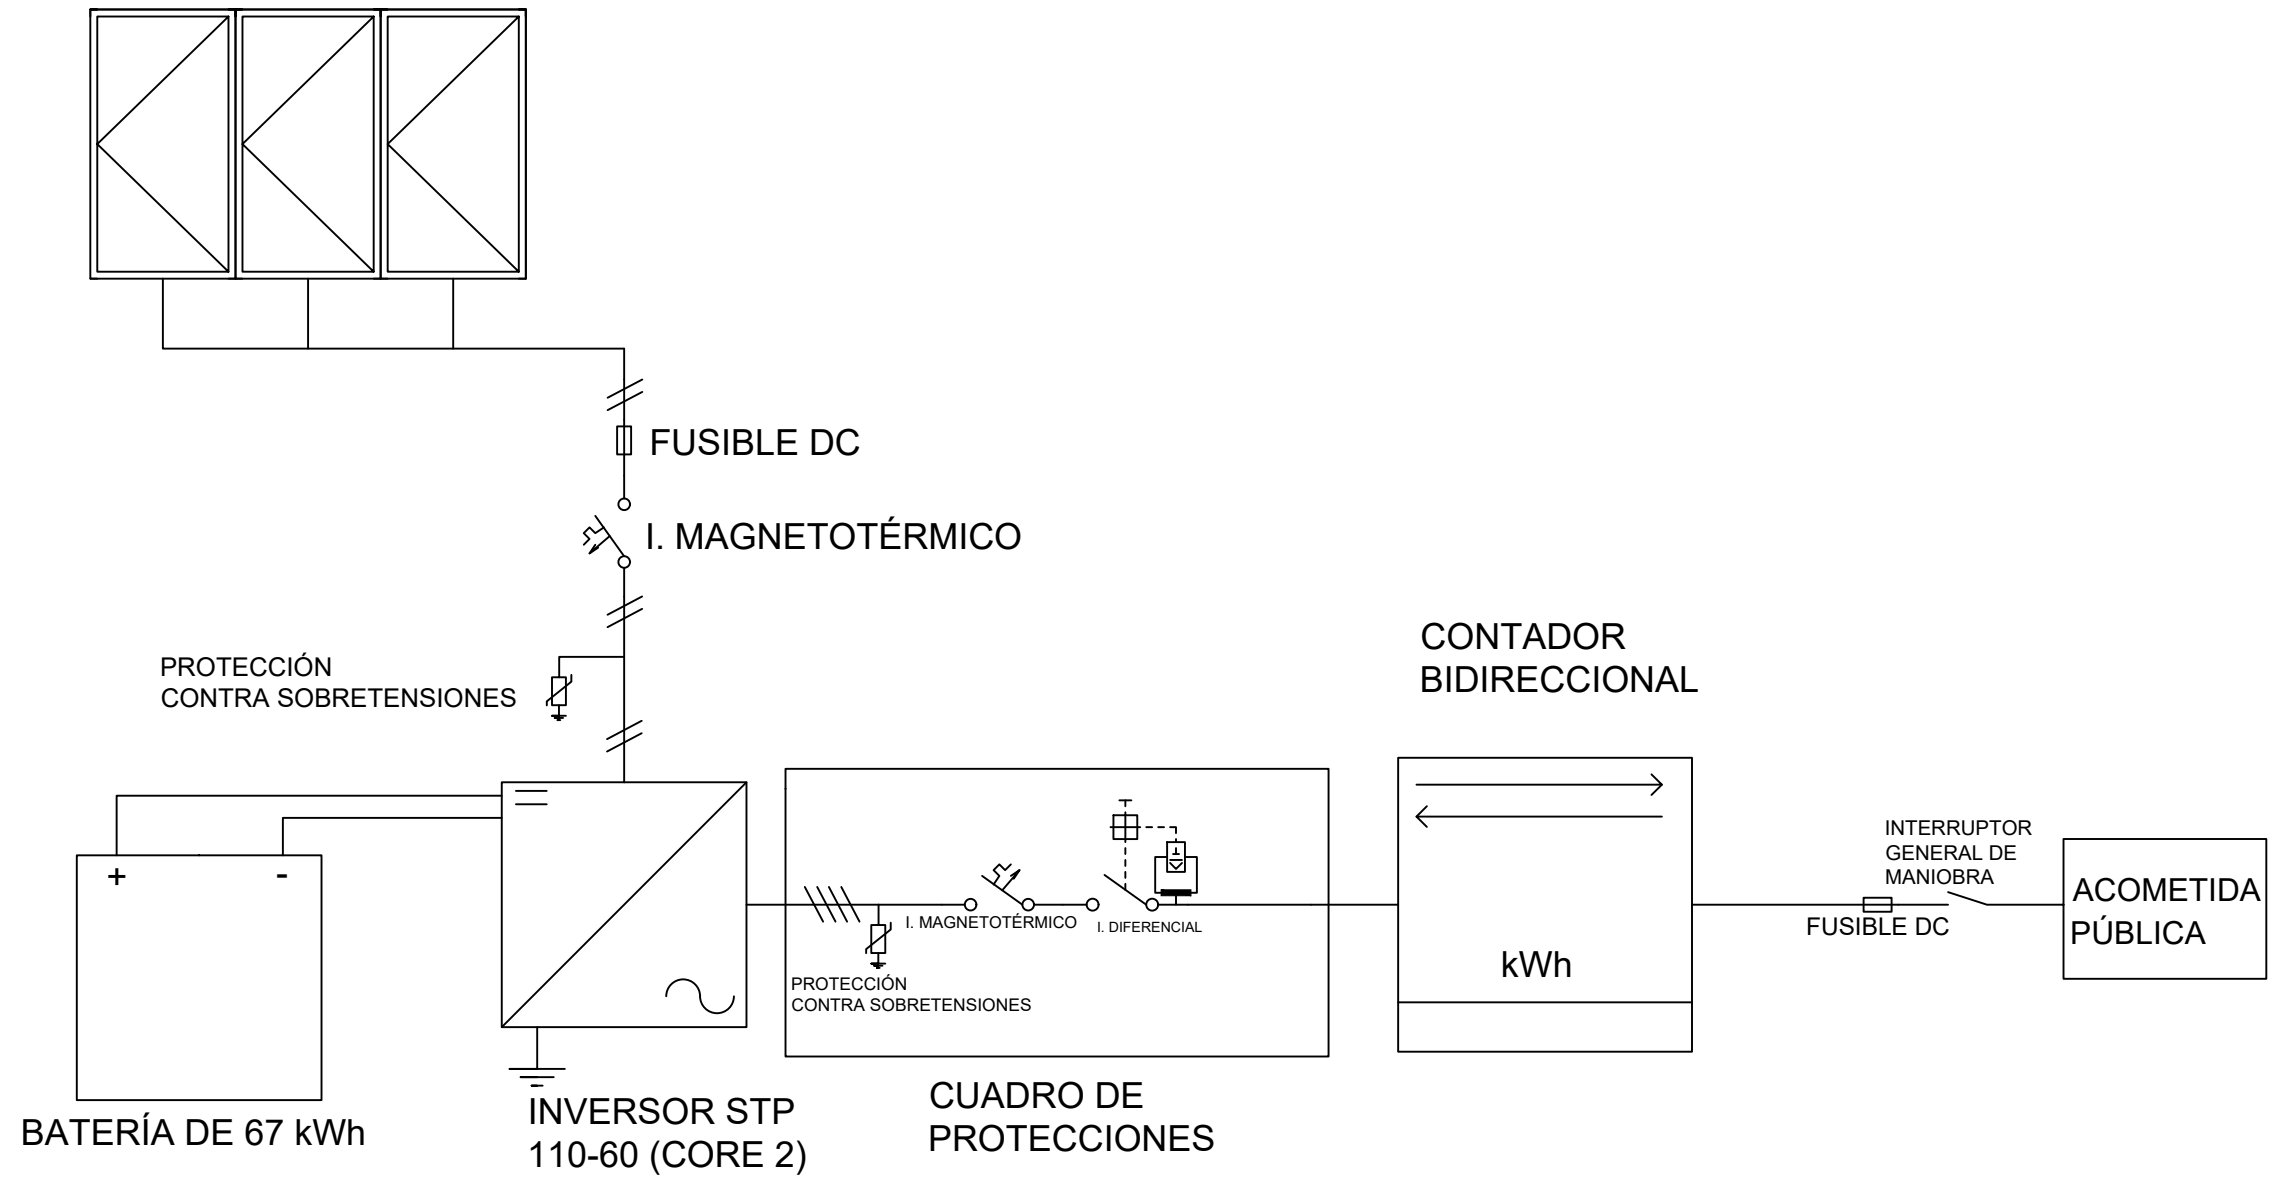 FUSIBLE DC
I. MAGNETOTÉRMICO
PROTECCIÓN
CONTRA SOBRETENSIONES
CONTADOR
BIDIRECCIONAL
+ -
INTERRUPTOR
GENERAL DE
MANIOBRA
ACOMETIDA
PÚBLICA
FUSIBLE DC
I. MAGNETOTÉRMICO
I. DIFERENCIAL
kWh
PROTECCIÓN
CONTRA SOBRETENSIONES
BATERÍA DE 67 kWh
INVERSOR STP
110-60 (CORE 2)
CUADRO DE
PROTECCIONES